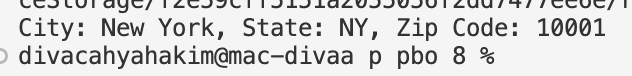 City: New York, State: NY, Zip Code: 10001
divacahyahakim@mac-divaa p pbo 8 %